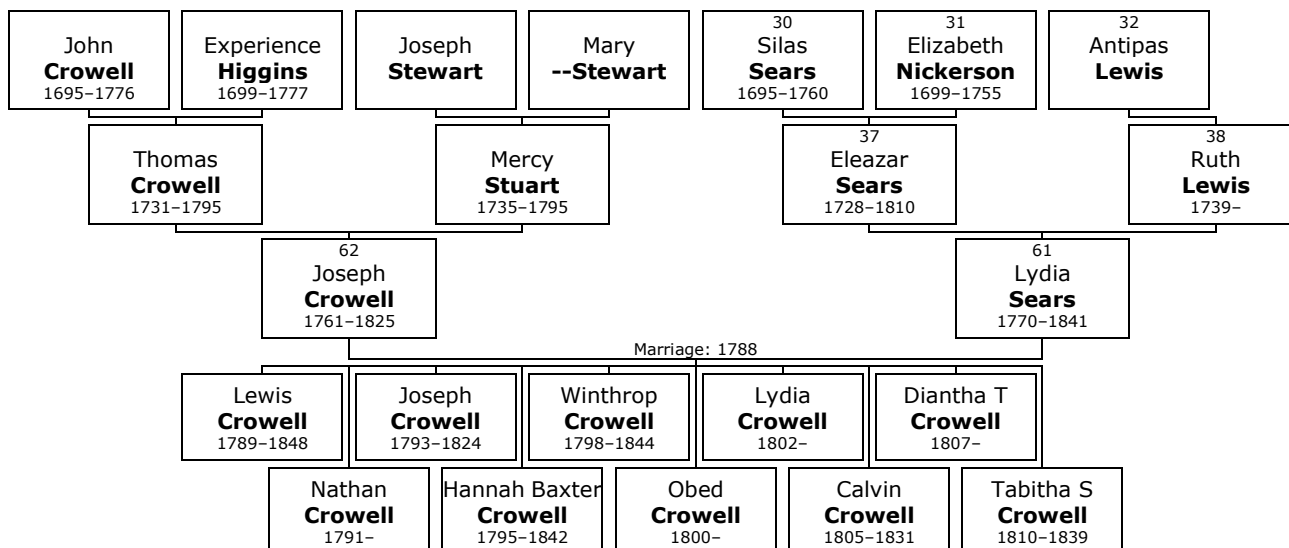 John
Crowell
1695–1776
Experience
Higgins
1699–1777
Joseph
Stewart
Mary
--Stewart
30
Silas
Sears
1695–1760
31
Elizabeth
Nickerson
1699–1755
32
Antipas
Lewis
Thomas
Crowell
1731–1795
Mercy
Stuart
1735–1795
37
Eleazar
Sears
1728–1810
38
Ruth
Lewis
1739–
62
Joseph
Crowell
1761–1825
61
Lydia
Sears
1770–1841
Marriage: 1788
Lewis
Crowell
1789–1848
Joseph
Crowell
1793–1824
Winthrop
Crowell
1798–1844
Lydia
Crowell
1802–
Diantha T
Crowell
1807–
Nathan
Crowell
1791–
Hannah Baxter
Crowell
1795–1842
Obed
Crowell
1800–
Calvin
Crowell
1805–1831
Tabitha S
Crowell
1810–1839